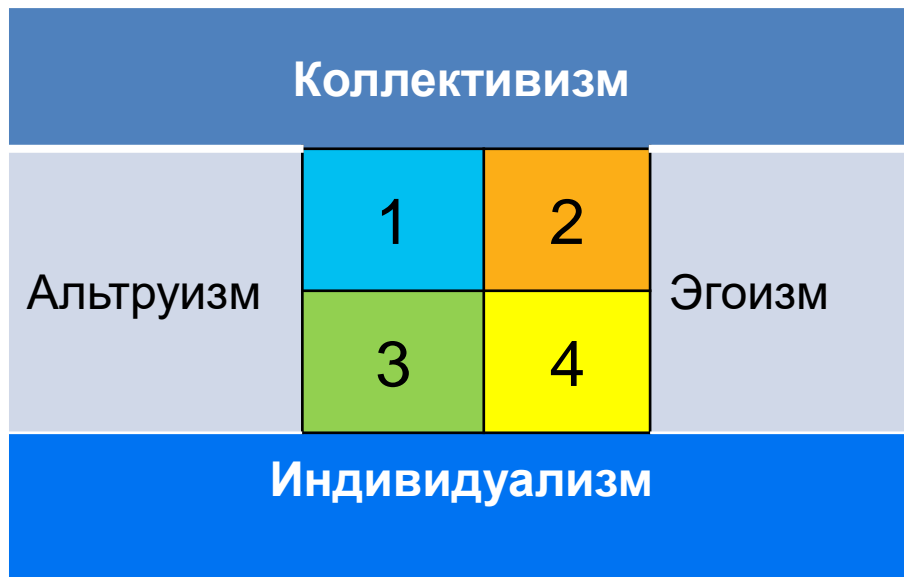 Коллективизм
1 2
Альтруизм Эгоизм
3 4
Индивидуализм